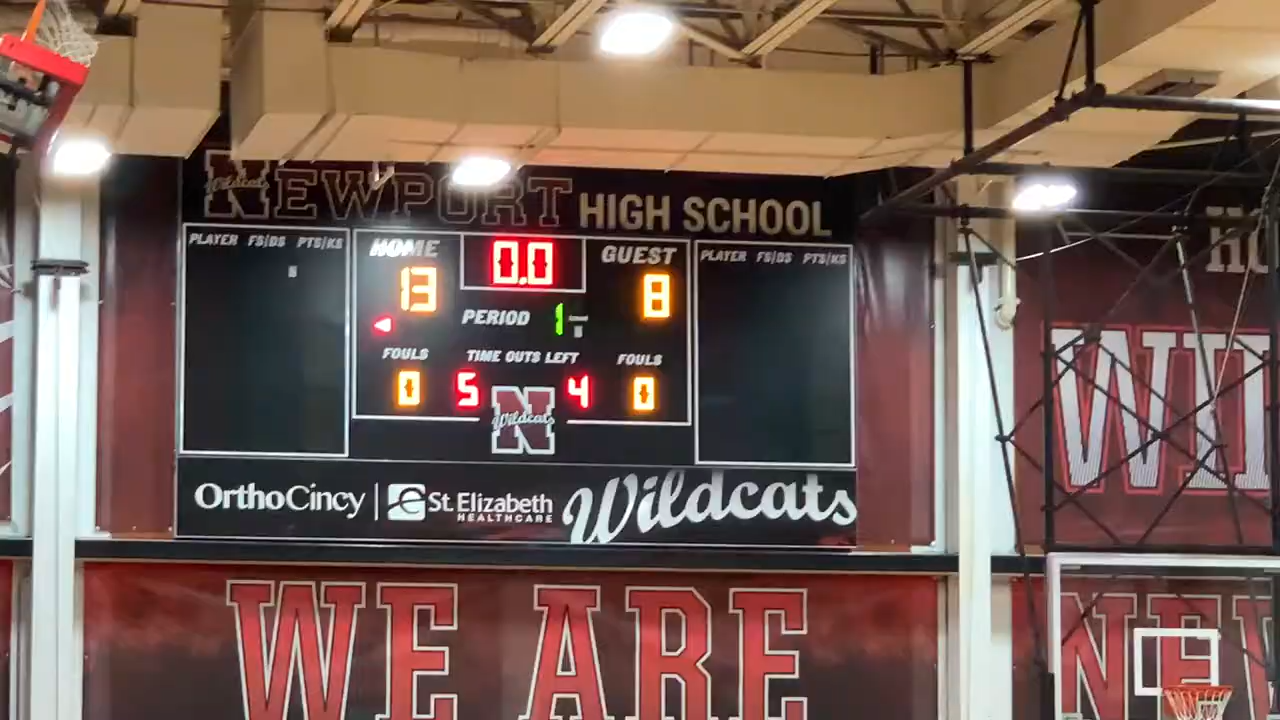 Wildcats
NEWPORT HIGH SCHOOL
PLAYER FS/DS PTS/KS
HOME 0.0 GUEST
PLAYER FS/DS PTS/KS
13 8
PERIOD 1
FOULS TIME OUTS LEFT FOULS
0 5 4 0
N
Wildcats
OrthoCincy | St. Elizabeth
HEALTHCARE
Wildcats
WE ARE